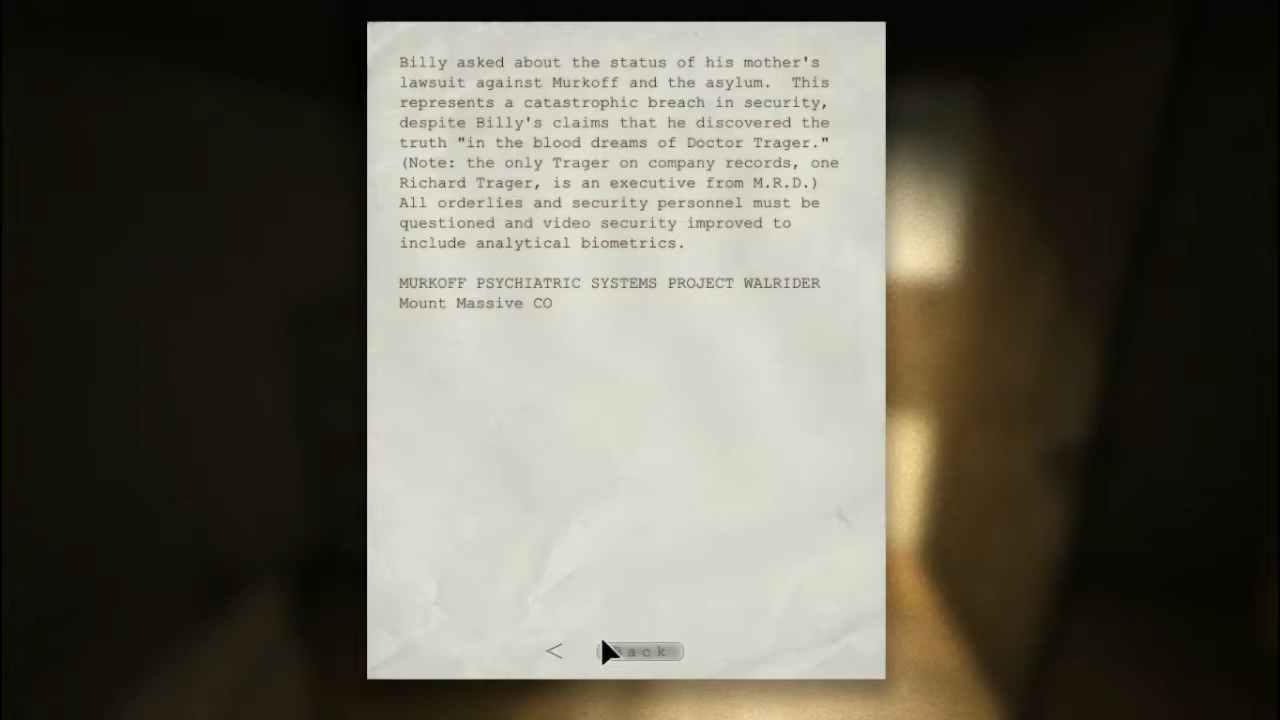 Billy asked about the status of his mother's
lawsuit against Murkoff and the asylum.  This
represents a catastrophic breach in security,
despite Billy's claims that he discovered the
truth "in the blood dreams of Doctor Trager."
(Note: the only Trager on company records, one
Richard Trager, is an executive from M.R.D.)
All orderlies and security personnel must be
questioned and video security improved to
include analytical biometrics.
MURKOFF PSYCHIATRIC SYSTEMS PROJECT WALRIDER
Mount Massive CO
< Back